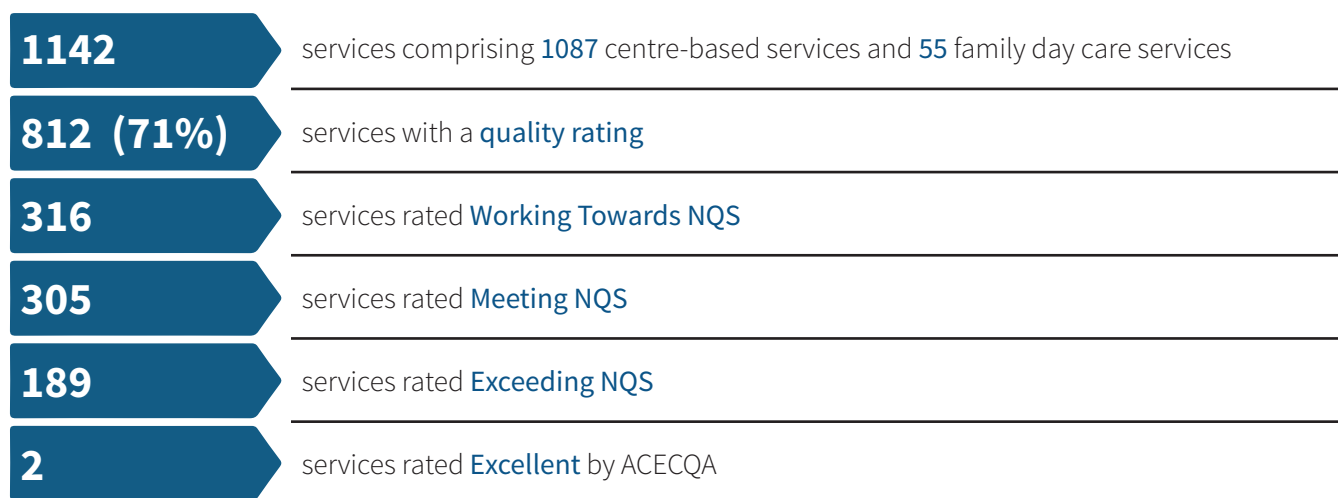 1142 services comprising 1087 centre-based services and 55 family day care services
812 (71%) services with a quality rating
316 services rated Working Towards NQS
305 services rated Meeting NQS
189 services rated Exceeding NQS
2 services rated Excellent by ACECQA